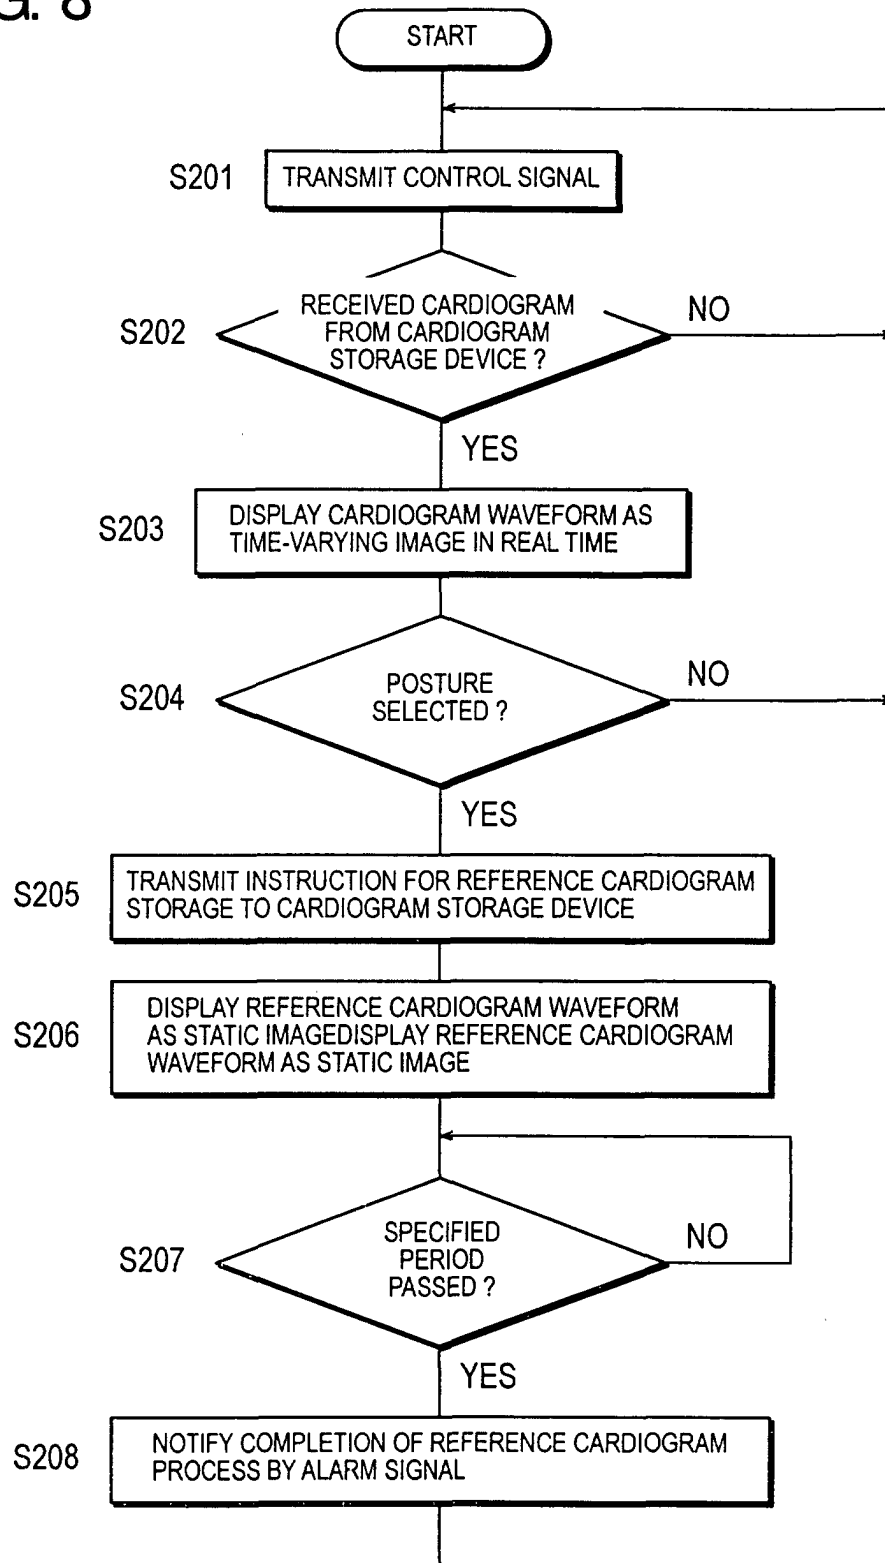 G. 8
START
S201
TRANSMIT CONTROL SIGNAL
S202
RECEIVED CARDIOGRAM
FROM CARDIOGRAM
STORAGE DEVICE ?
NO
YES
S203
DISPLAY CARDIOGRAM WAVEFORM AS
TIME-VARYING IMAGE IN REAL TIME
S204
POSTURE
SELECTED ?
NO
YES
S205
TRANSMIT INSTRUCTION FOR REFERENCE CARDIOGRAM
STORAGE TO CARDIOGRAM STORAGE DEVICE
S206
DISPLAY REFERENCE CARDIOGRAM WAVEFORM
AS STATIC IMAGEDISPLAY REFERENCE CARDIOGRAM
WAVEFORM AS STATIC IMAGE
S207
SPECIFIED
PERIOD
PASSED ?
NO
YES
S208
NOTIFY COMPLETION OF REFERENCE CARDIOGRAM
PROCESS BY ALARM SIGNAL